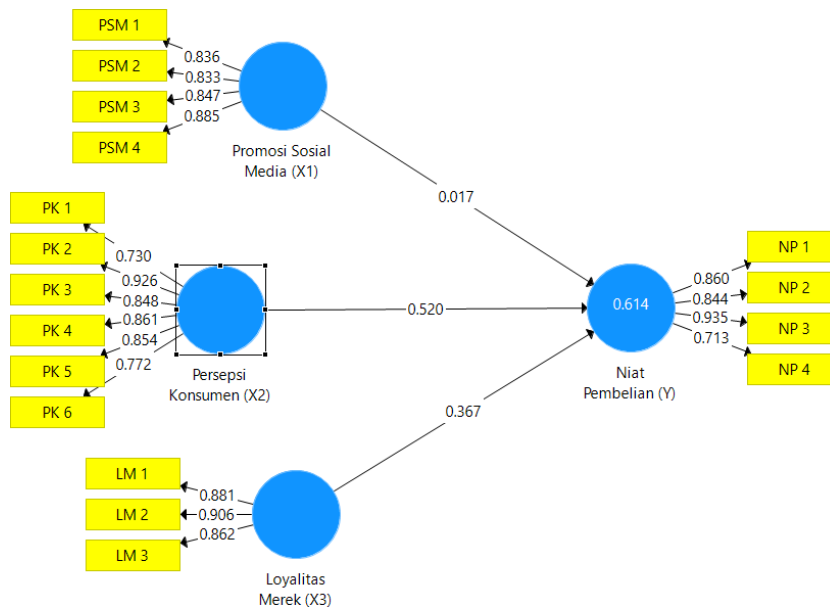 PSM 1
PSM 2
PSM 3
PSM 4
0.836
0.833
0.847
0.885
Promosi Sosial
Media (X1)
0.017
PK 1
PK 2
PK 3
PK 4
PK 5
PK 6
0.730
0.926
0.848
0.861
0.854
0.772
Persepsi
Konsumen (X2)
0.520
LM 1
LM 2
LM 3
0.881
0.906
0.862
Loyalitas
Merek (X3)
0.367
0.614
Niat
Pembelian (Y)
0.860
0.844
0.935
0.713
NP 1
NP 2
NP 3
NP 4